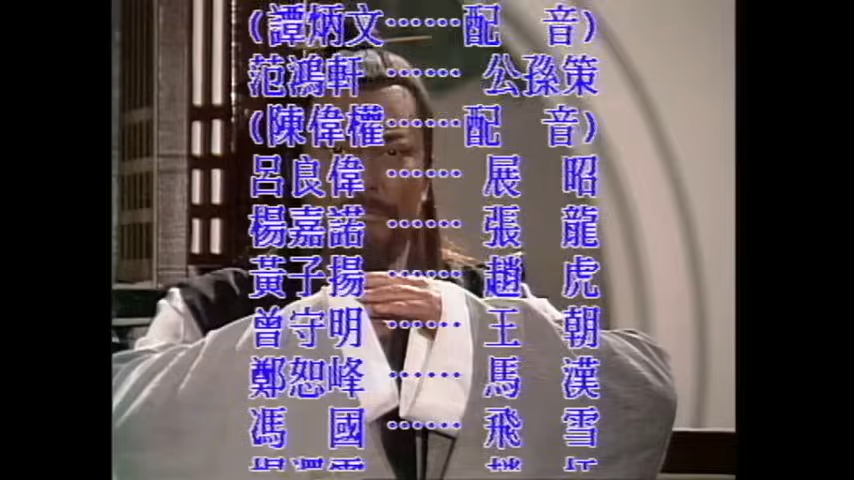 (譚炳文……配 音)
范鴻軒……公孫策
(陳偉權……配 音)
呂良偉……展 昭
楊嘉諾……張 龍
黃子揚……趙 虎
曾守明……王 朝
鄭恕峰……馬 漢
馮 國……飛 雪